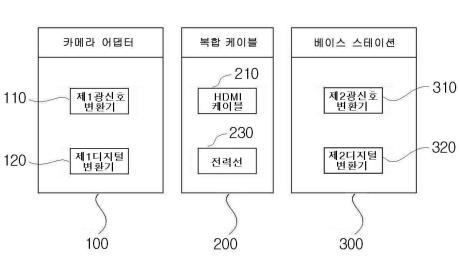 카메라 어댑터
복합 케이블
베이스 스테이션
210
110
제1광신호
변환기
HDMI
케이블
제2광신호
변환기
310
230
120
제1디지털
변환기
전력선
제2디지털
변환기
320
100
200
300